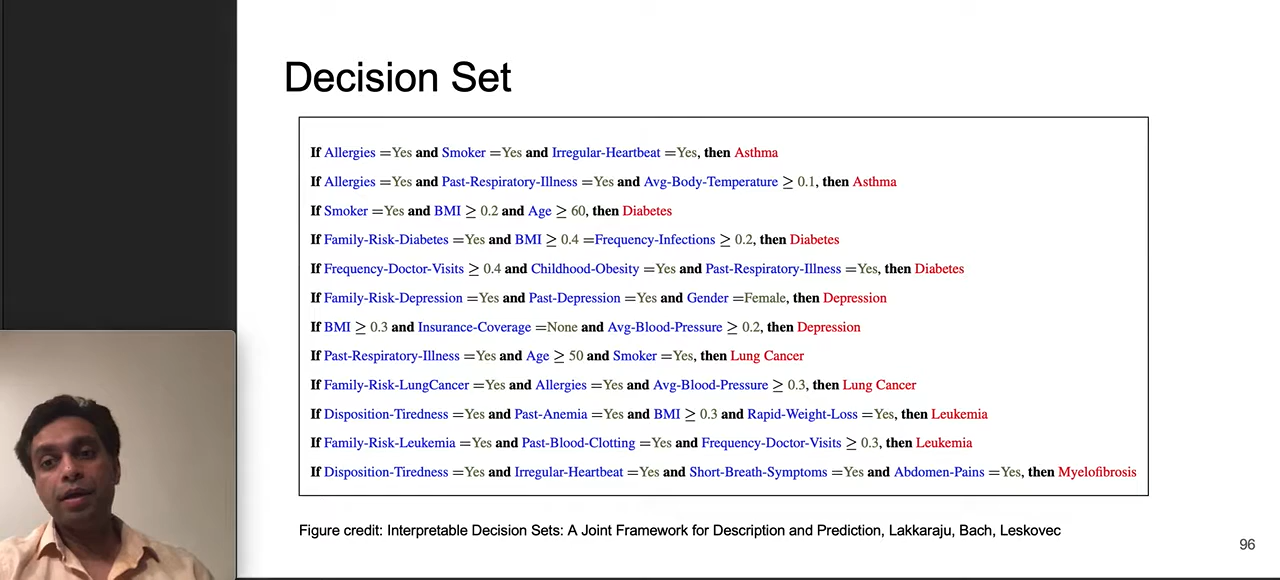 Decision Set
If Allergies =Yes and Smoker =Yes and Irregular-Heartbeat =Yes, then Asthma
If Allergies =Yes and Past-Respiratory-Illness =Yes and Avg-Body-Temperature ≥ 0.1, then Asthma
If Smoker =Yes and BMI ≥ 0.2 and Age ≥ 60, then Diabetes
If Family-Risk-Diabetes =Yes and BMI ≥ 0.4 =Frequency-Infections ≥ 0.2, then Diabetes
If Frequency-Doctor-Visits ≥ 0.4 and Childhood-Obesity =Yes and Past-Respiratory-Illness =Yes, then Diabetes
If Family-Risk-Depression =Yes and Past-Depression =Yes and Gender =Female, then Depression
If BMI ≥ 0.3 and Insurance-Coverage =None and Avg-Blood-Pressure ≥ 0.2, then Depression
If Past-Respiratory-Illness =Yes and Age ≥ 50 and Smoker =Yes, then Lung Cancer
If Family-Risk-LungCancer =Yes and Allergies =Yes and Avg-Blood-Pressure ≥ 0.3, then Lung Cancer
If Disposition-Tiredness =Yes and Past-Anemia =Yes and BMI ≥ 0.3 and Rapid-Weight-Loss =Yes, then Leukemia
If Family-Risk-Leukemia =Yes and Past-Blood-Clotting =Yes and Frequency-Doctor-Visits ≥ 0.3, then Leukemia
If Disposition-Tiredness =Yes and Irregular-Heartbeat =Yes and Short-Breath-Symptoms =Yes and Abdomen-Pains =Yes, then Myelofibrosis
Figure credit: Interpretable Decision Sets: A Joint Framework for Description and Prediction, Lakkaraju, Bach, Leskovec
96